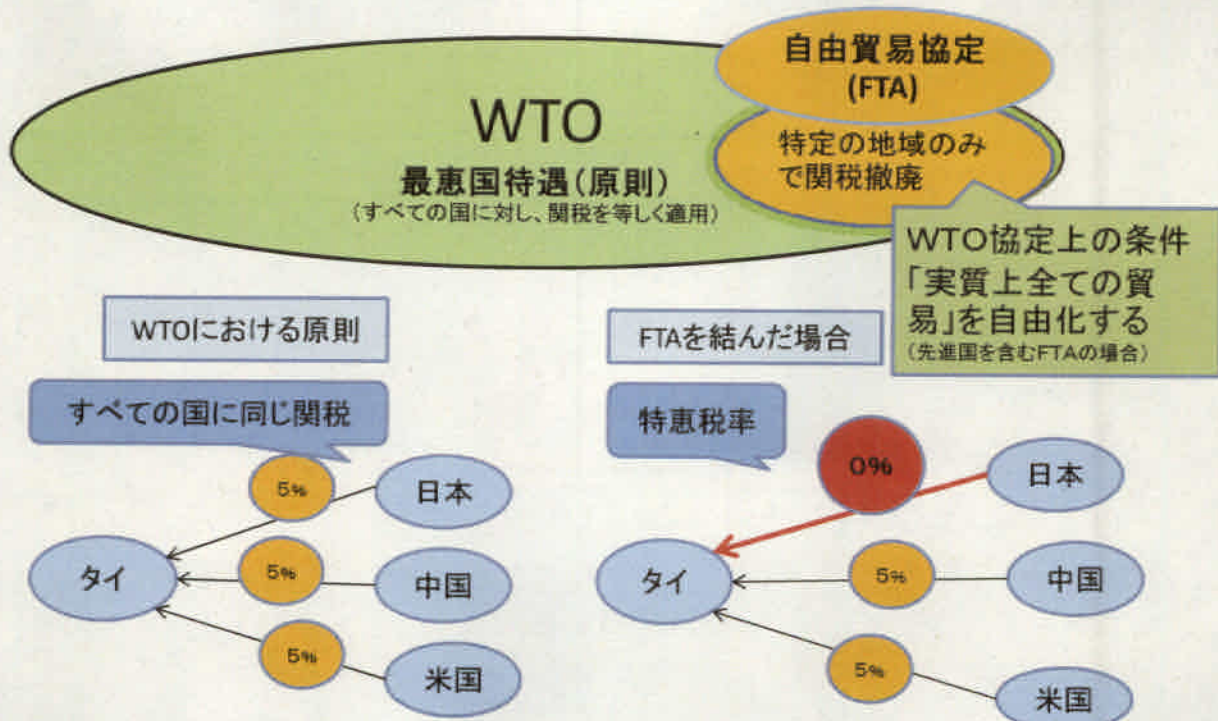 自由貿易協定
(FTA)
WTO
最恵国待遇(原則)
(すべての国に対し、関税を等しく適用)
特定の地域のみ
で関税撤廃
WTO協定上の条件
「実質上全ての貿
易」を自由化する
(先進国を含むFTAの場合)
WTOにおける原則
すべての国に同じ関税
5%
日本
タイ
5%
中国
5%
米国
FTAを結んだ場合
特恵税率
0%
日本
タイ
5%
中国
5%
米国